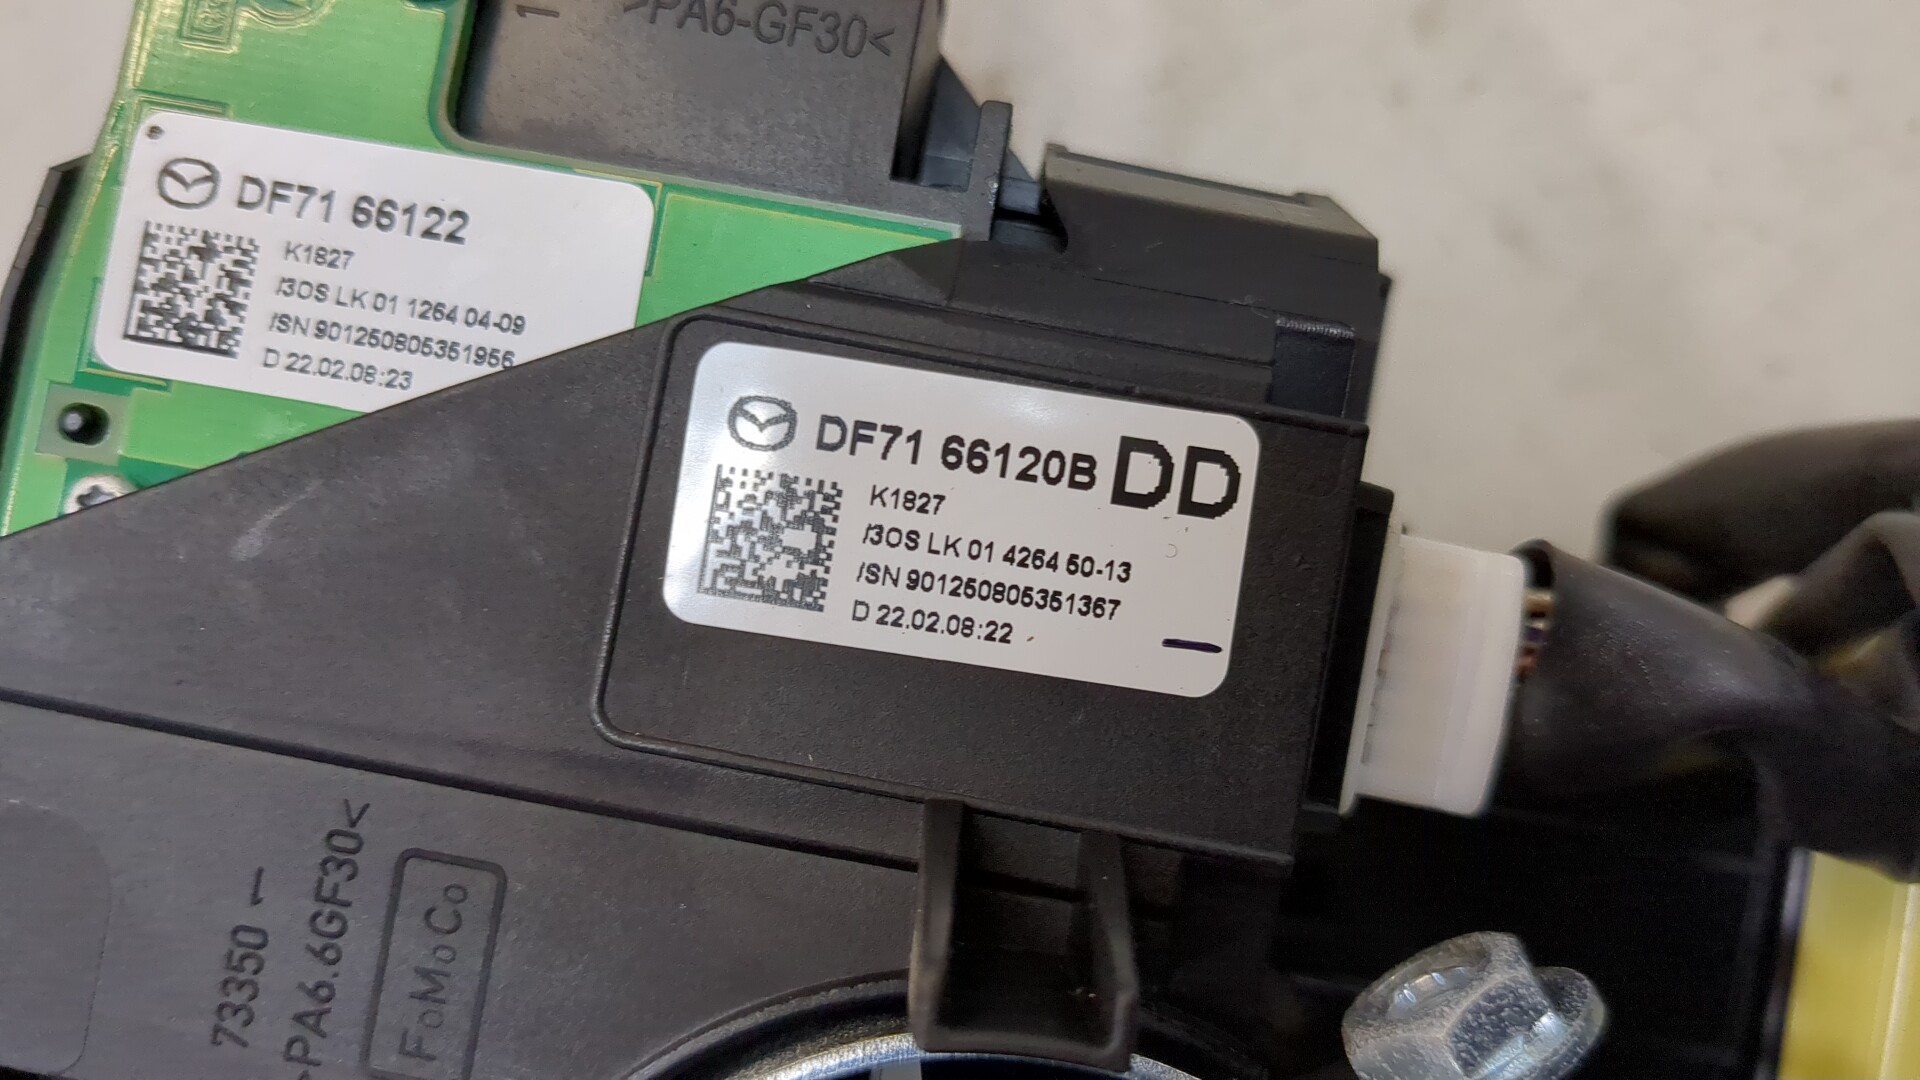 >PA6-GF30<
1
DF71 66122
K1827
/3OS LK 01 1264 04-09
/SN 901250805351956
D 22.02.08:23
DF71 66120B DD
K1827
/3OS LK 01 4264 50-13
/SN 901250805351367
D 22.02.08:22
73350 -
>PA6.6GF30<
FoMoCo